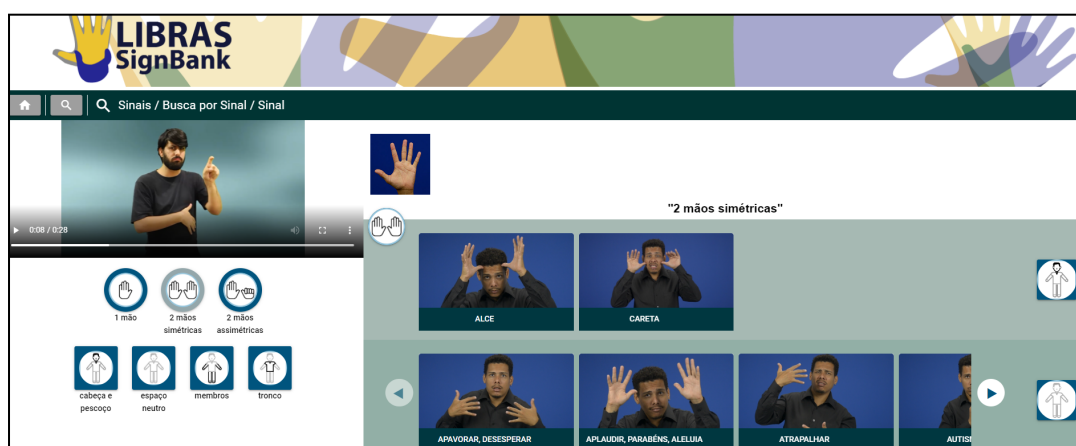 LIBRAS
SignBank
Sinais / Busca por Sinal / Sinal
0:08 / 0:28
1 mão
2 mãos
simétricas
2 mãos
assimétricas
cabeça e
pescoço
espaço
neutro
membros
tronco
"2 mãos simétricas"
ALCE
CARETA
APAVORAR, DESESPERAR
APLAUDIR, PARABÉNS, ALELUIA
ATRAPALHAR
AUTIS